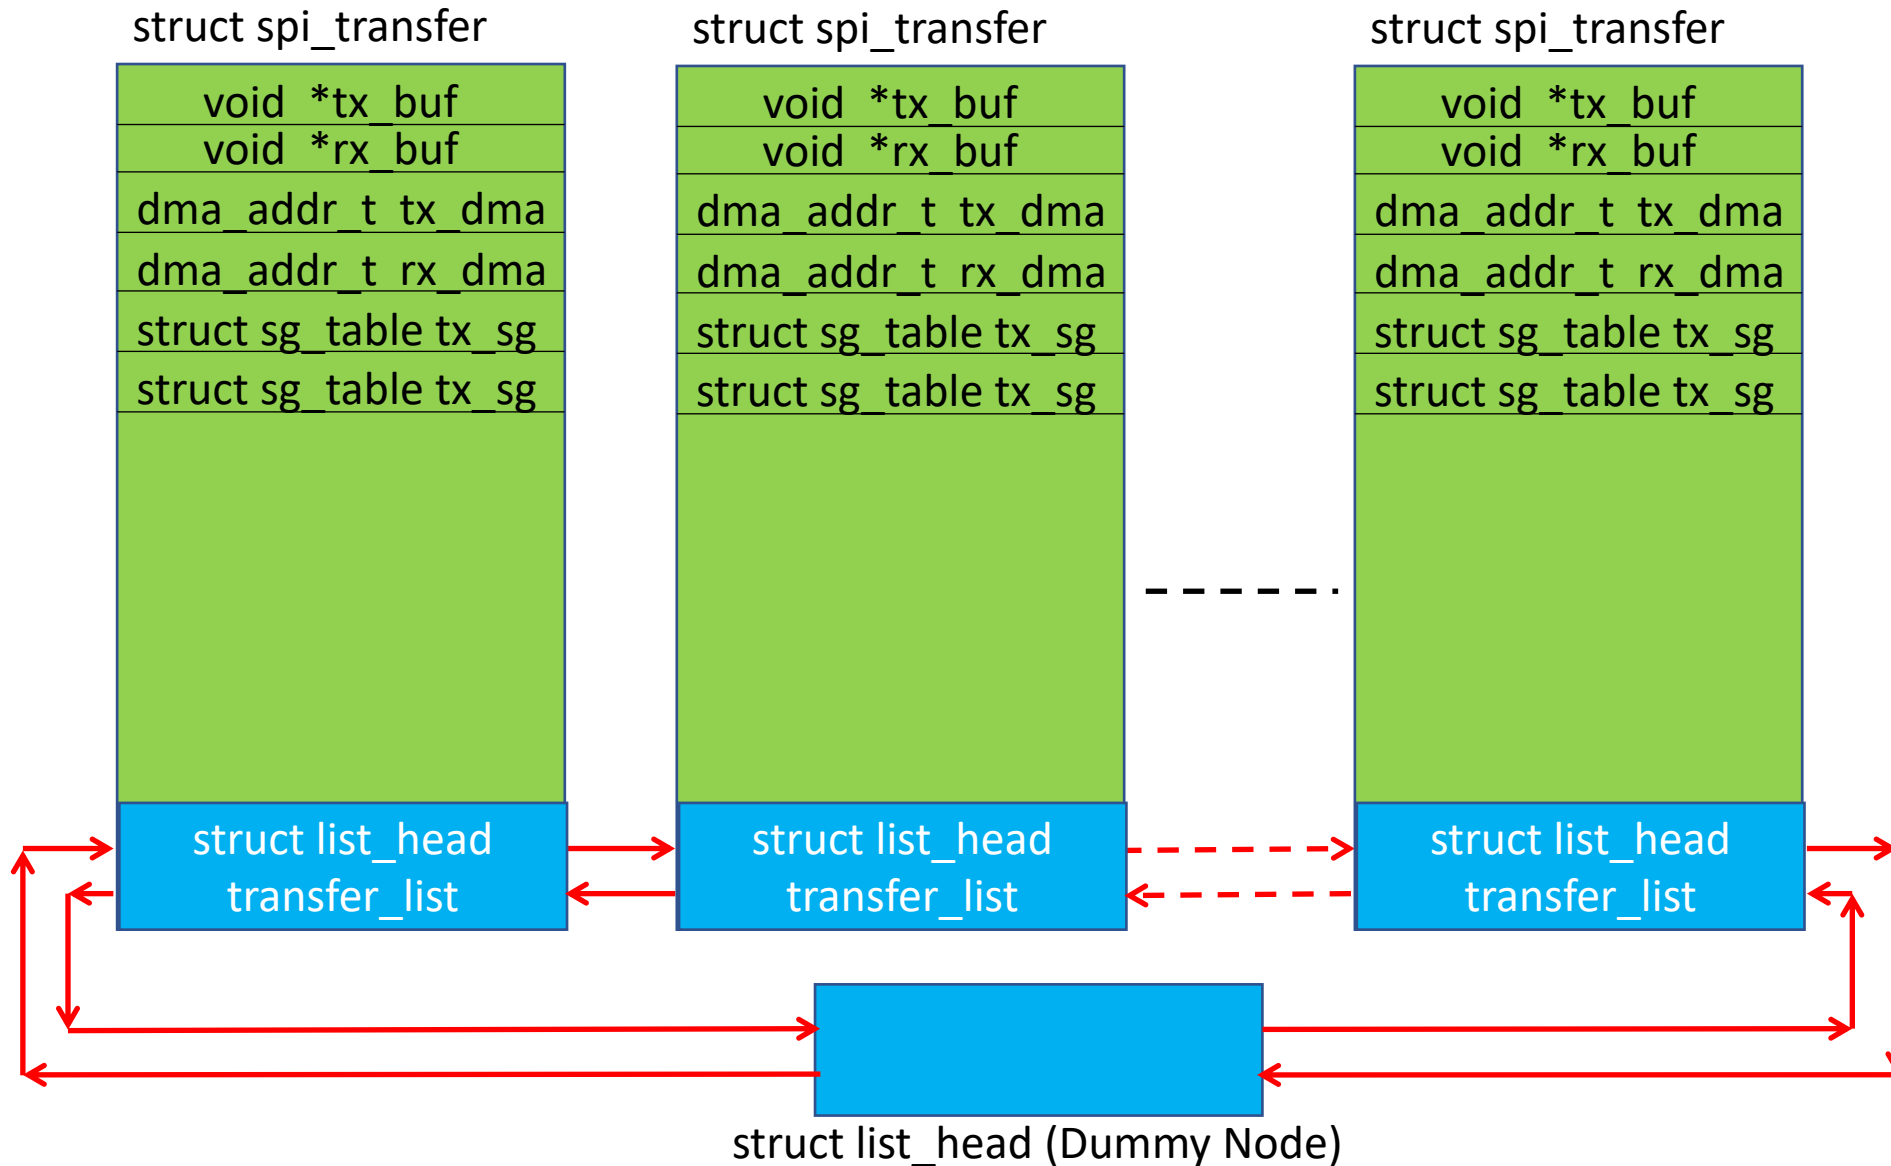 struct spi_transfer
void *tx_buf
void *rx_buf
dma_addr_t tx_dma
dma_addr_t rx_dma
struct sg_table tx_sg
struct sg_table tx_sg
struct list_head
transfer_list
struct spi_transfer
void *tx_buf
void *rx_buf
dma_addr_t tx_dma
dma_addr_t rx_dma
struct sg_table tx_sg
struct sg_table tx_sg
struct list_head
transfer_list
struct spi_transfer
void *tx_buf
void *rx_buf
dma_addr_t tx_dma
dma_addr_t rx_dma
struct sg_table tx_sg
struct sg_table tx_sg
struct list_head
transfer_list
struct list_head (Dummy Node)